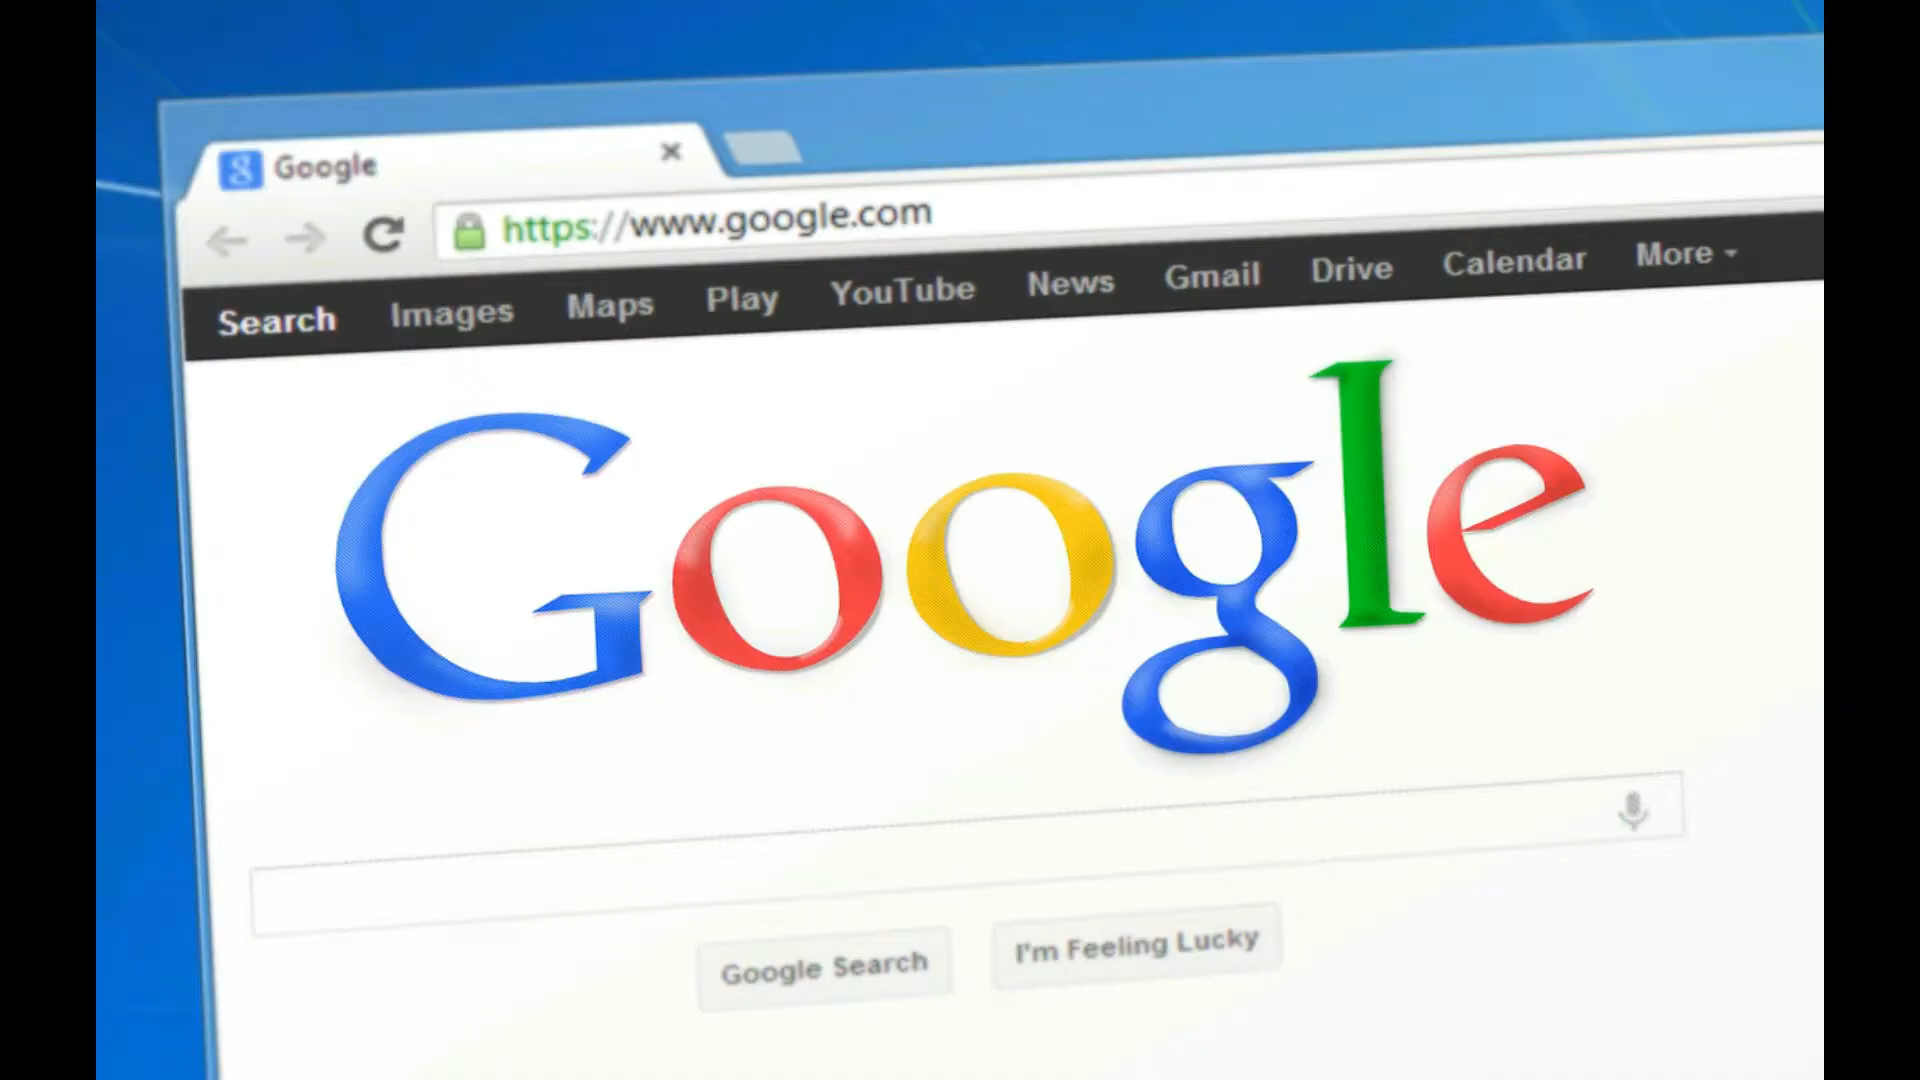 Google
https://www.google.com
Search Images Maps Play YouTube News Gmail Drive Calendar More
Google
Google Search I'm Feeling Lucky